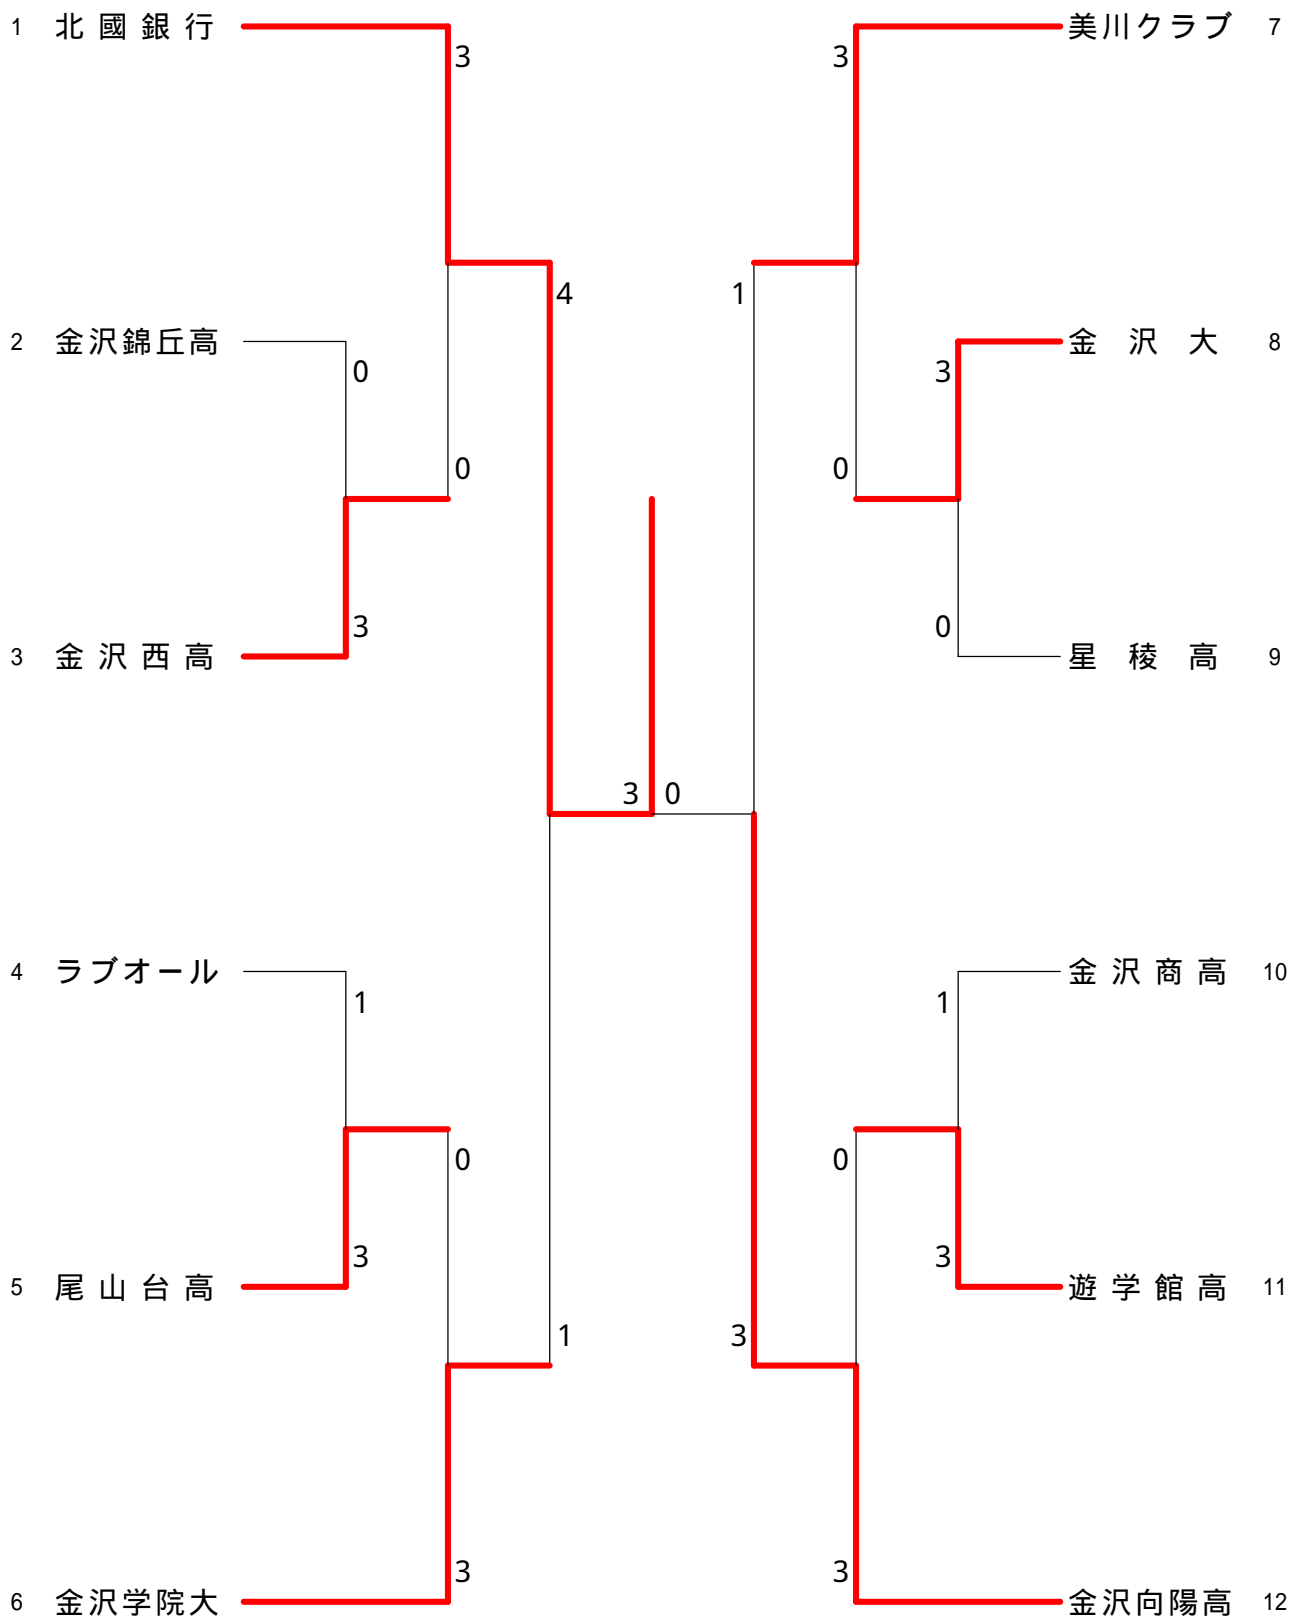 1 北國銀行 美川クラブ 7
3 3
4 1
2 金沢錦丘高 金沢大 8
0 3
0 0
3 0
3 金沢西高 星稜高 9
3 0
4 ラブオール 金沢商高 10
1 1
0 0
3 3
5 尾山台高 遊学館高 11
1 3
3 3
6 金沢学院大 金沢向陽高 12